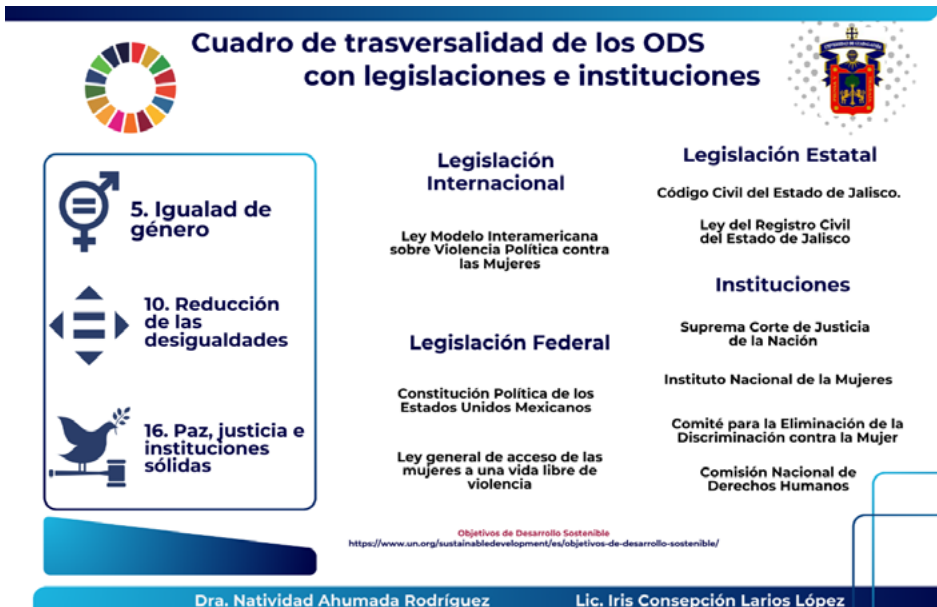 Cuadro de trasversalidad de los ODS
con legislaciones e instituciones
5. Igualad de
género
10. Reducción
de las
desigualdades
16. Paz, justicia e
instituciones
sólidas
Legislación
Internacional
Ley Modelo Interamericana
sobre Violencia Política contra
las Mujeres
Legislación Federal
Constitución Política de los
Estados Unidos Mexicanos
Ley general de acceso de las
mujeres a una vida libre de
violencia
Legislación Estatal
Código Civil del Estado de Jalisco.
Ley del Registro Civil
del Estado de Jalisco
Instituciones
Suprema Corte de Justicia
de la Nación
Instituto Nacional de la Mujeres
Comité para la Eliminación de la
Discriminación contra la Mujer
Comisión Nacional de
Derechos Humanos
Objetivos de Desarrollo Sostenible
https://www.un.org/sustainabledevelopment/es/objetivos-de-desarrollo-sostenible/
Dra. Natividad Ahumada Rodríguez
Lic. Iris Consepción Larios López